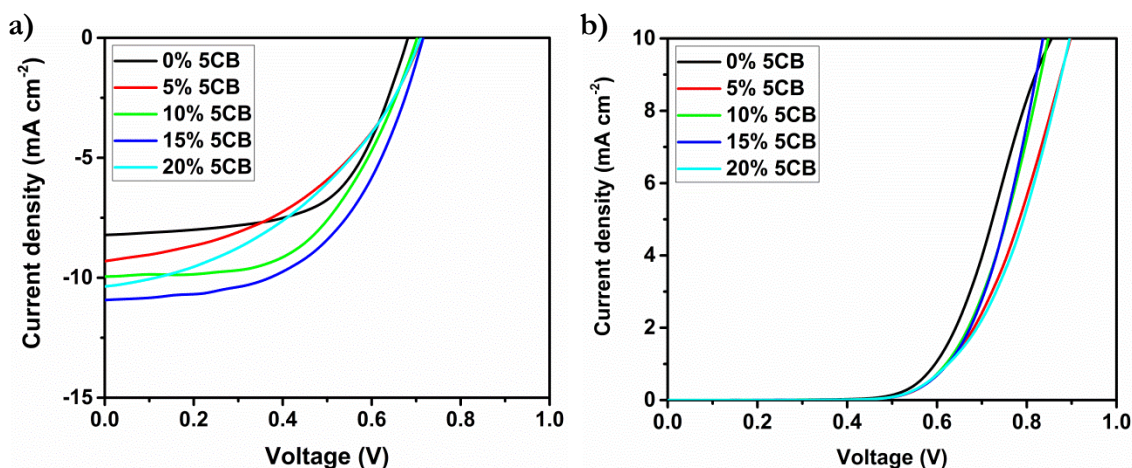 a)
0% 5CB
5% 5CB
10% 5CB
15% 5CB
20% 5CB
0
-5
-10
-15
Current density (mA cm⁻²)
0.0 0.2 0.4 0.6 0.8 1.0
Voltage (V)
b)
0% 5CB
5% 5CB
10% 5CB
15% 5CB
20% 5CB
10
8
6
4
2
0
Current density (mA cm⁻²)
0.0 0.2 0.4 0.6 0.8 1.0
Voltage (V)